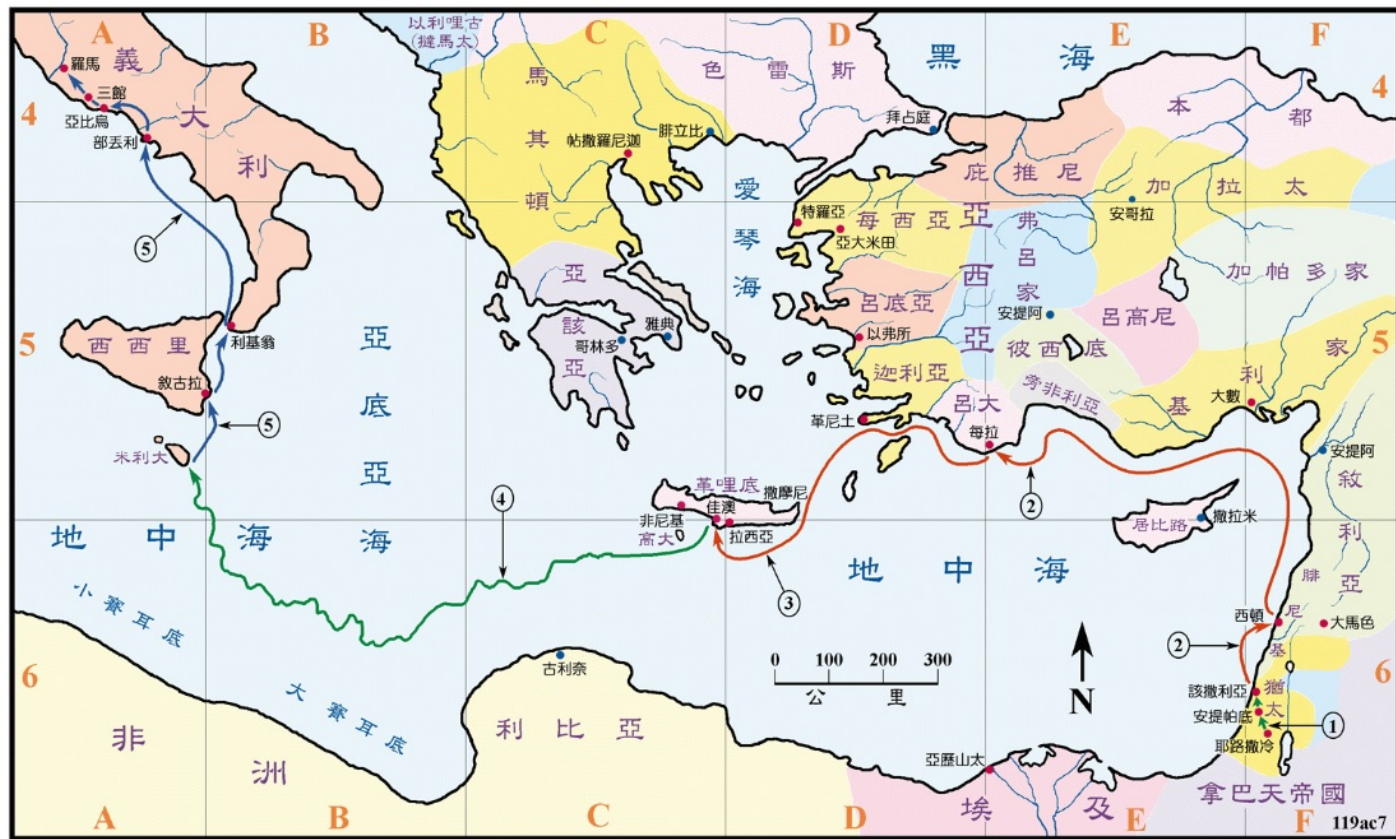 A
B
C
D
E
F
4
5
6
以利哩古
(撻馬太)
黑海
義大利
羅馬
三館
亞比烏
部丟利
馬其頓
色雷斯
腓立比
帖撒羅尼迦
拜占庭
本都
庇推尼
加拉太
安哥拉
愛琴海
特羅亞
每西亞
亞大米田
亞西亞
弗呂家
加帕多家
呂底亞
安提阿
呂高尼
以弗所
彼西底
迦利亞
旁非利亞
呂大
每拉
基利家
大數
革尼土
亞該亞
雅典
哥林多
亞底亞海
西西里
利基翁
敘古拉
米利大
⑤
⑤
革哩底
撒摩尼
佳澳
非尼基
高大
拉西亞
④
③
②
居比路
撒拉米
安提阿
敘利亞
腓尼基
西頓
大馬色
②
地中海
地中海
小賽耳底
大賽耳底
古利奈
0 100 200 300
公里
N
該撒利亞
猶太
安提帕底
①
耶路撒冷
非洲
利比亞
亞歷山太
埃及
拿巴天帝國
4
5
6
A
B
C
D
E
F
119ac7